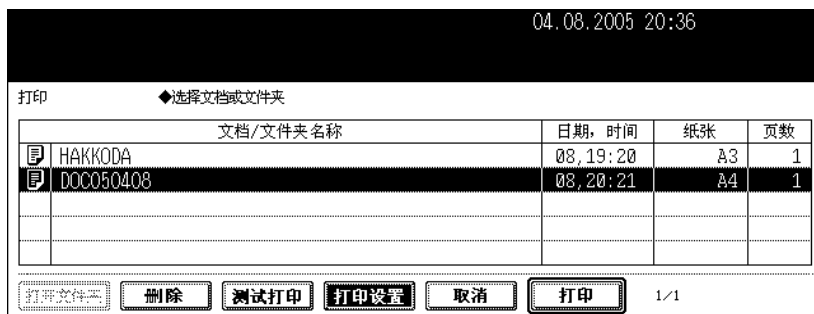 04.08.2005 20:36
打印 ◆选择文档或文件夹
文档/文件夹名称 日期，时间 纸张 页数
HAKKODA 08,19:20 A3 1
DOC050408 08,20:21 A4 1
打开文件夹 删除 测试打印 打印设置 取消 打印 1/1